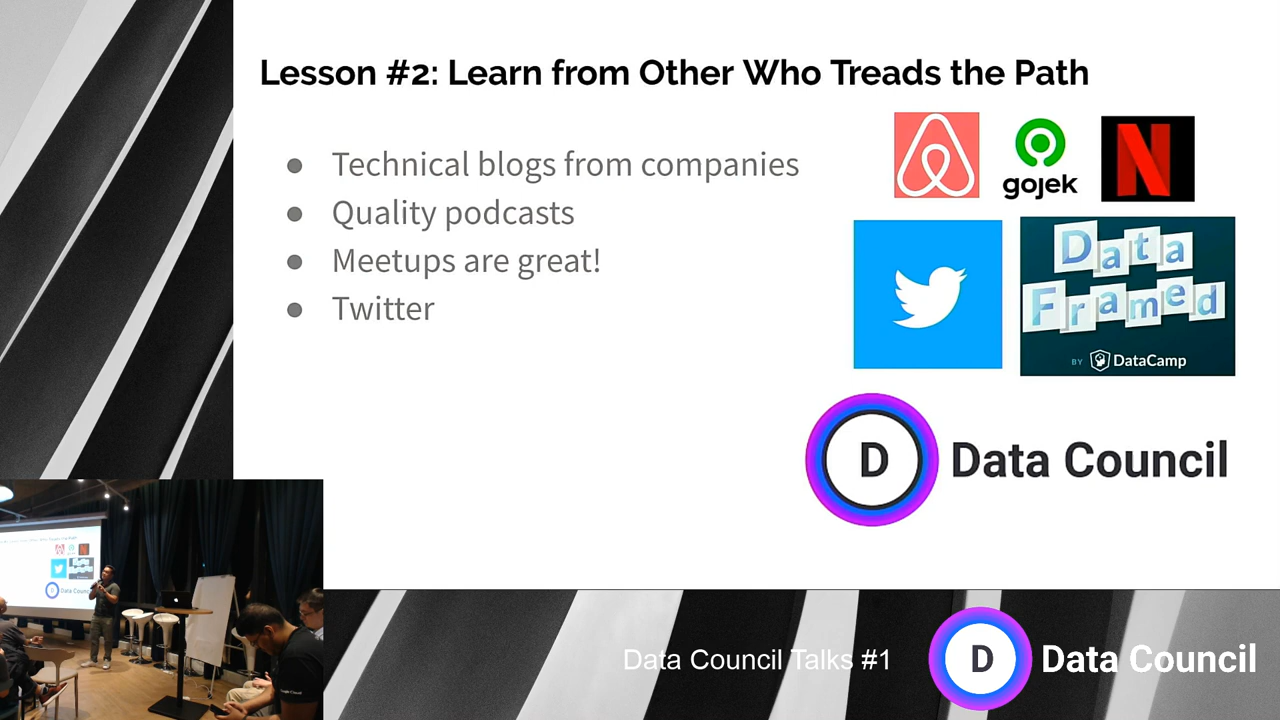 Lesson #2: Learn from Other Who Treads the Path
Technical blogs from companies
Quality podcasts
Meetups are great!
Twitter
gojek
N
Data
Framed
BY DataCamp
D Data Council
Data Council Talks #1
D Data Council